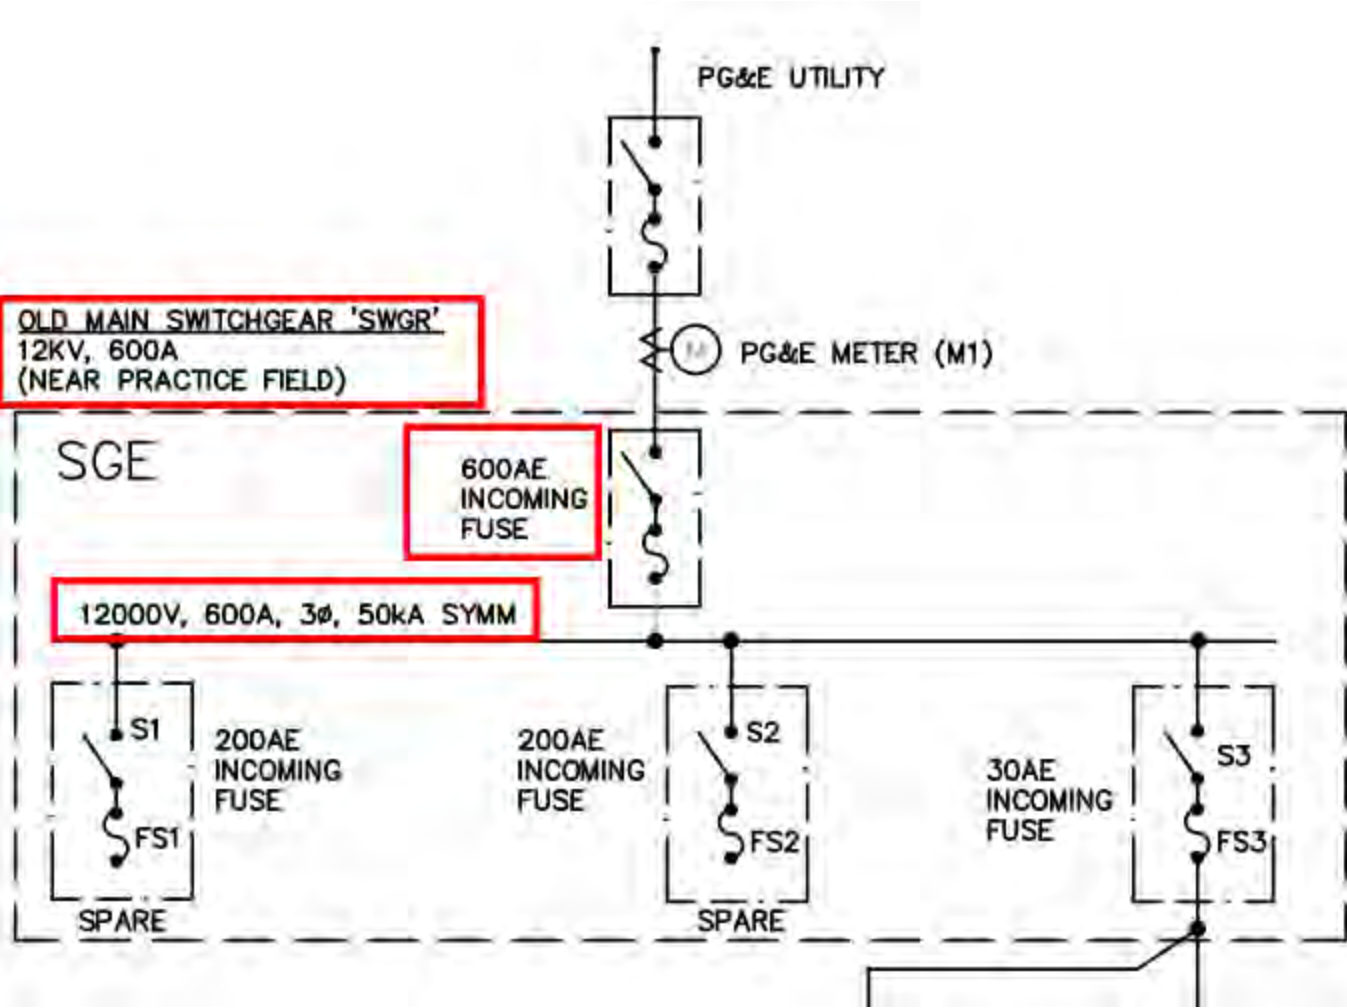 PG&E UTILITY
OLD MAIN SWITCHGEAR 'SWGR'
12KV, 600A
(NEAR PRACTICE FIELD)
M
PG&E METER (M1)
SGE
600AE
INCOMING
FUSE
12000V, 600A, 3ø, 50kA SYMM
S1
200AE
INCOMING
FUSE
FS1
SPARE
200AE
INCOMING
FUSE
S2
FS2
SPARE
30AE
INCOMING
FUSE
S3
FS3